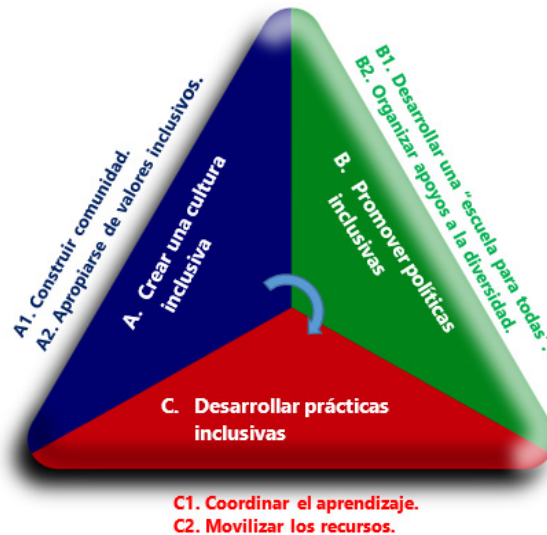 A1. Construir comunidad.
A2. Apropiarse de valores inclusivos.
A. Crear una cultura
inclusiva
B1. Desarrollar una “escuela para todas”.
B2. Organizar apoyos a la diversidad.
B. Promover políticas
inclusivas
C. Desarrollar prácticas
inclusivas
C1. Coordinar el aprendizaje.
C2. Movilizar los recursos.